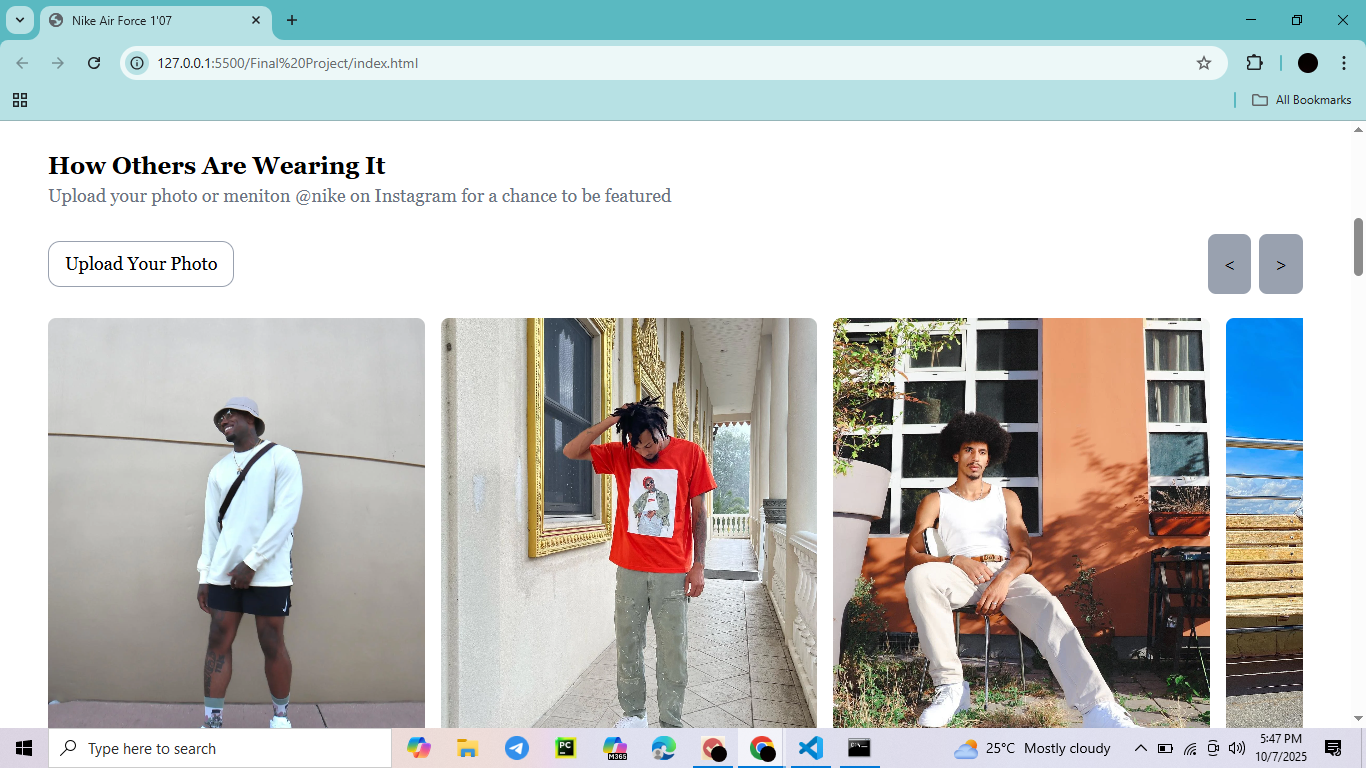 Nike Air Force 1'07
127.0.0.1:5500/Final%20Project/index.html
All Bookmarks
How Others Are Wearing It
Upload your photo or meniton @nike on Instagram for a chance to be featured
Upload Your Photo
<
>
Type here to search
PC
M365
25°C Mostly cloudy
5:47 PM
10/7/2025